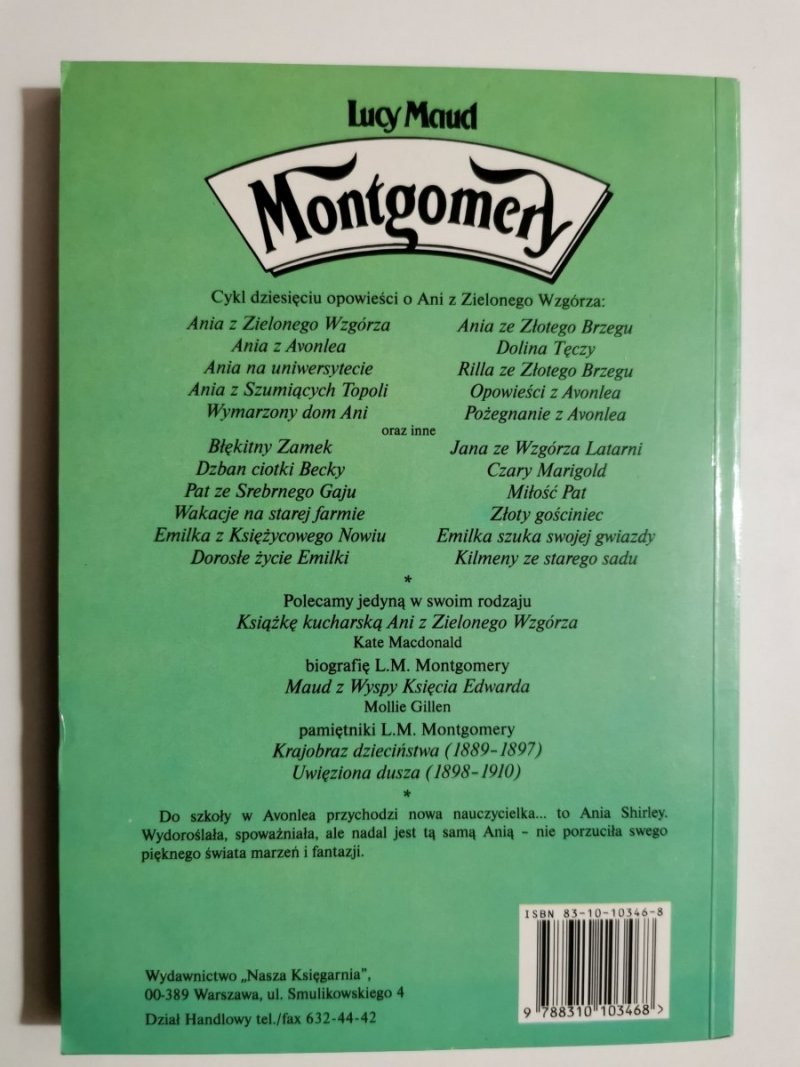 Lucy Maud
Montgomery
Cykl dziesięciu opowieści o Ani z Zielonego Wzgórza:
Ania z Zielonego Wzgórza
Ania z Avonlea
Ania na uniwersytecie
Ania z Szumiących Topoli
Wymarzony dom Ani
Ania ze Złotego Brzegu
Dolina Tęczy
Rilla ze Złotego Brzegu
Opowieści z Avonlea
Pożegnanie z Avonlea
oraz inne
Błękitny Zamek
Dzban ciotki Becky
Pat ze Srebrnego Gaju
Wakacje na starej farmie
Emilka z Księżycowego Nowiu
Dorosłe życie Emilki
Jana ze Wzgórza Latarni
Czary Marigold
Miłość Pat
Złoty gościniec
Emilka szuka swojej gwiazdy
Kilmeny ze starego sadu
*
Polecamy jedyną w swoim rodzaju
Książkę kucharską Ani z Zielonego Wzgórza
Kate Macdonald
biografię L.M. Montgomery
Maud z Wyspy Księcia Edwarda
Mollie Gillen
pamiętniki L.M. Montgomery
Krajobraz dzieciństwa (1889-1897)
Uwięziona dusza (1898-1910)
*
Do szkoły w Avonlea przychodzi nowa nauczycielka... to Ania Shirley.
Wydoroślała, spoważniała, ale nadal jest tą samą Anią – nie porzuciła swego
pięknego świata marzeń i fantazji.
ISBN 83-10-10346-8
9 788310 103468 >
Wydawnictwo „Nasza Księgarnia”,
00-389 Warszawa, ul. Smulikowskiego 4
Dział Handlowy tel./fax 632-44-42